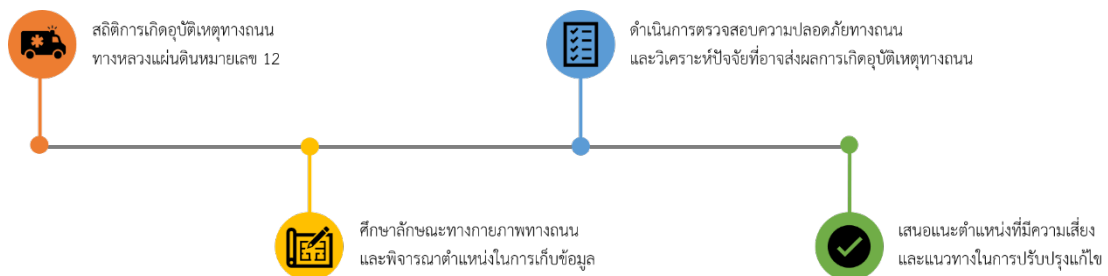 สถิติการเกิดอุบัติเหตุทางถนน
ทางหลวงแผ่นดินหมายเลข 12
ศึกษาลักษณะทางกายภาพทางถนน
และพิจารณาตำแหน่งในการเก็บข้อมูล
ดำเนินการตรวจสอบความปลอดภัยทางถนน
และวิเคราะห์ปัจจัยที่อาจส่งผลการเกิดอุบัติเหตุทางถนน
เสนอแนะตำแหน่งที่มีความเสี่ยง
และแนวทางในการปรับปรุงแก้ไข